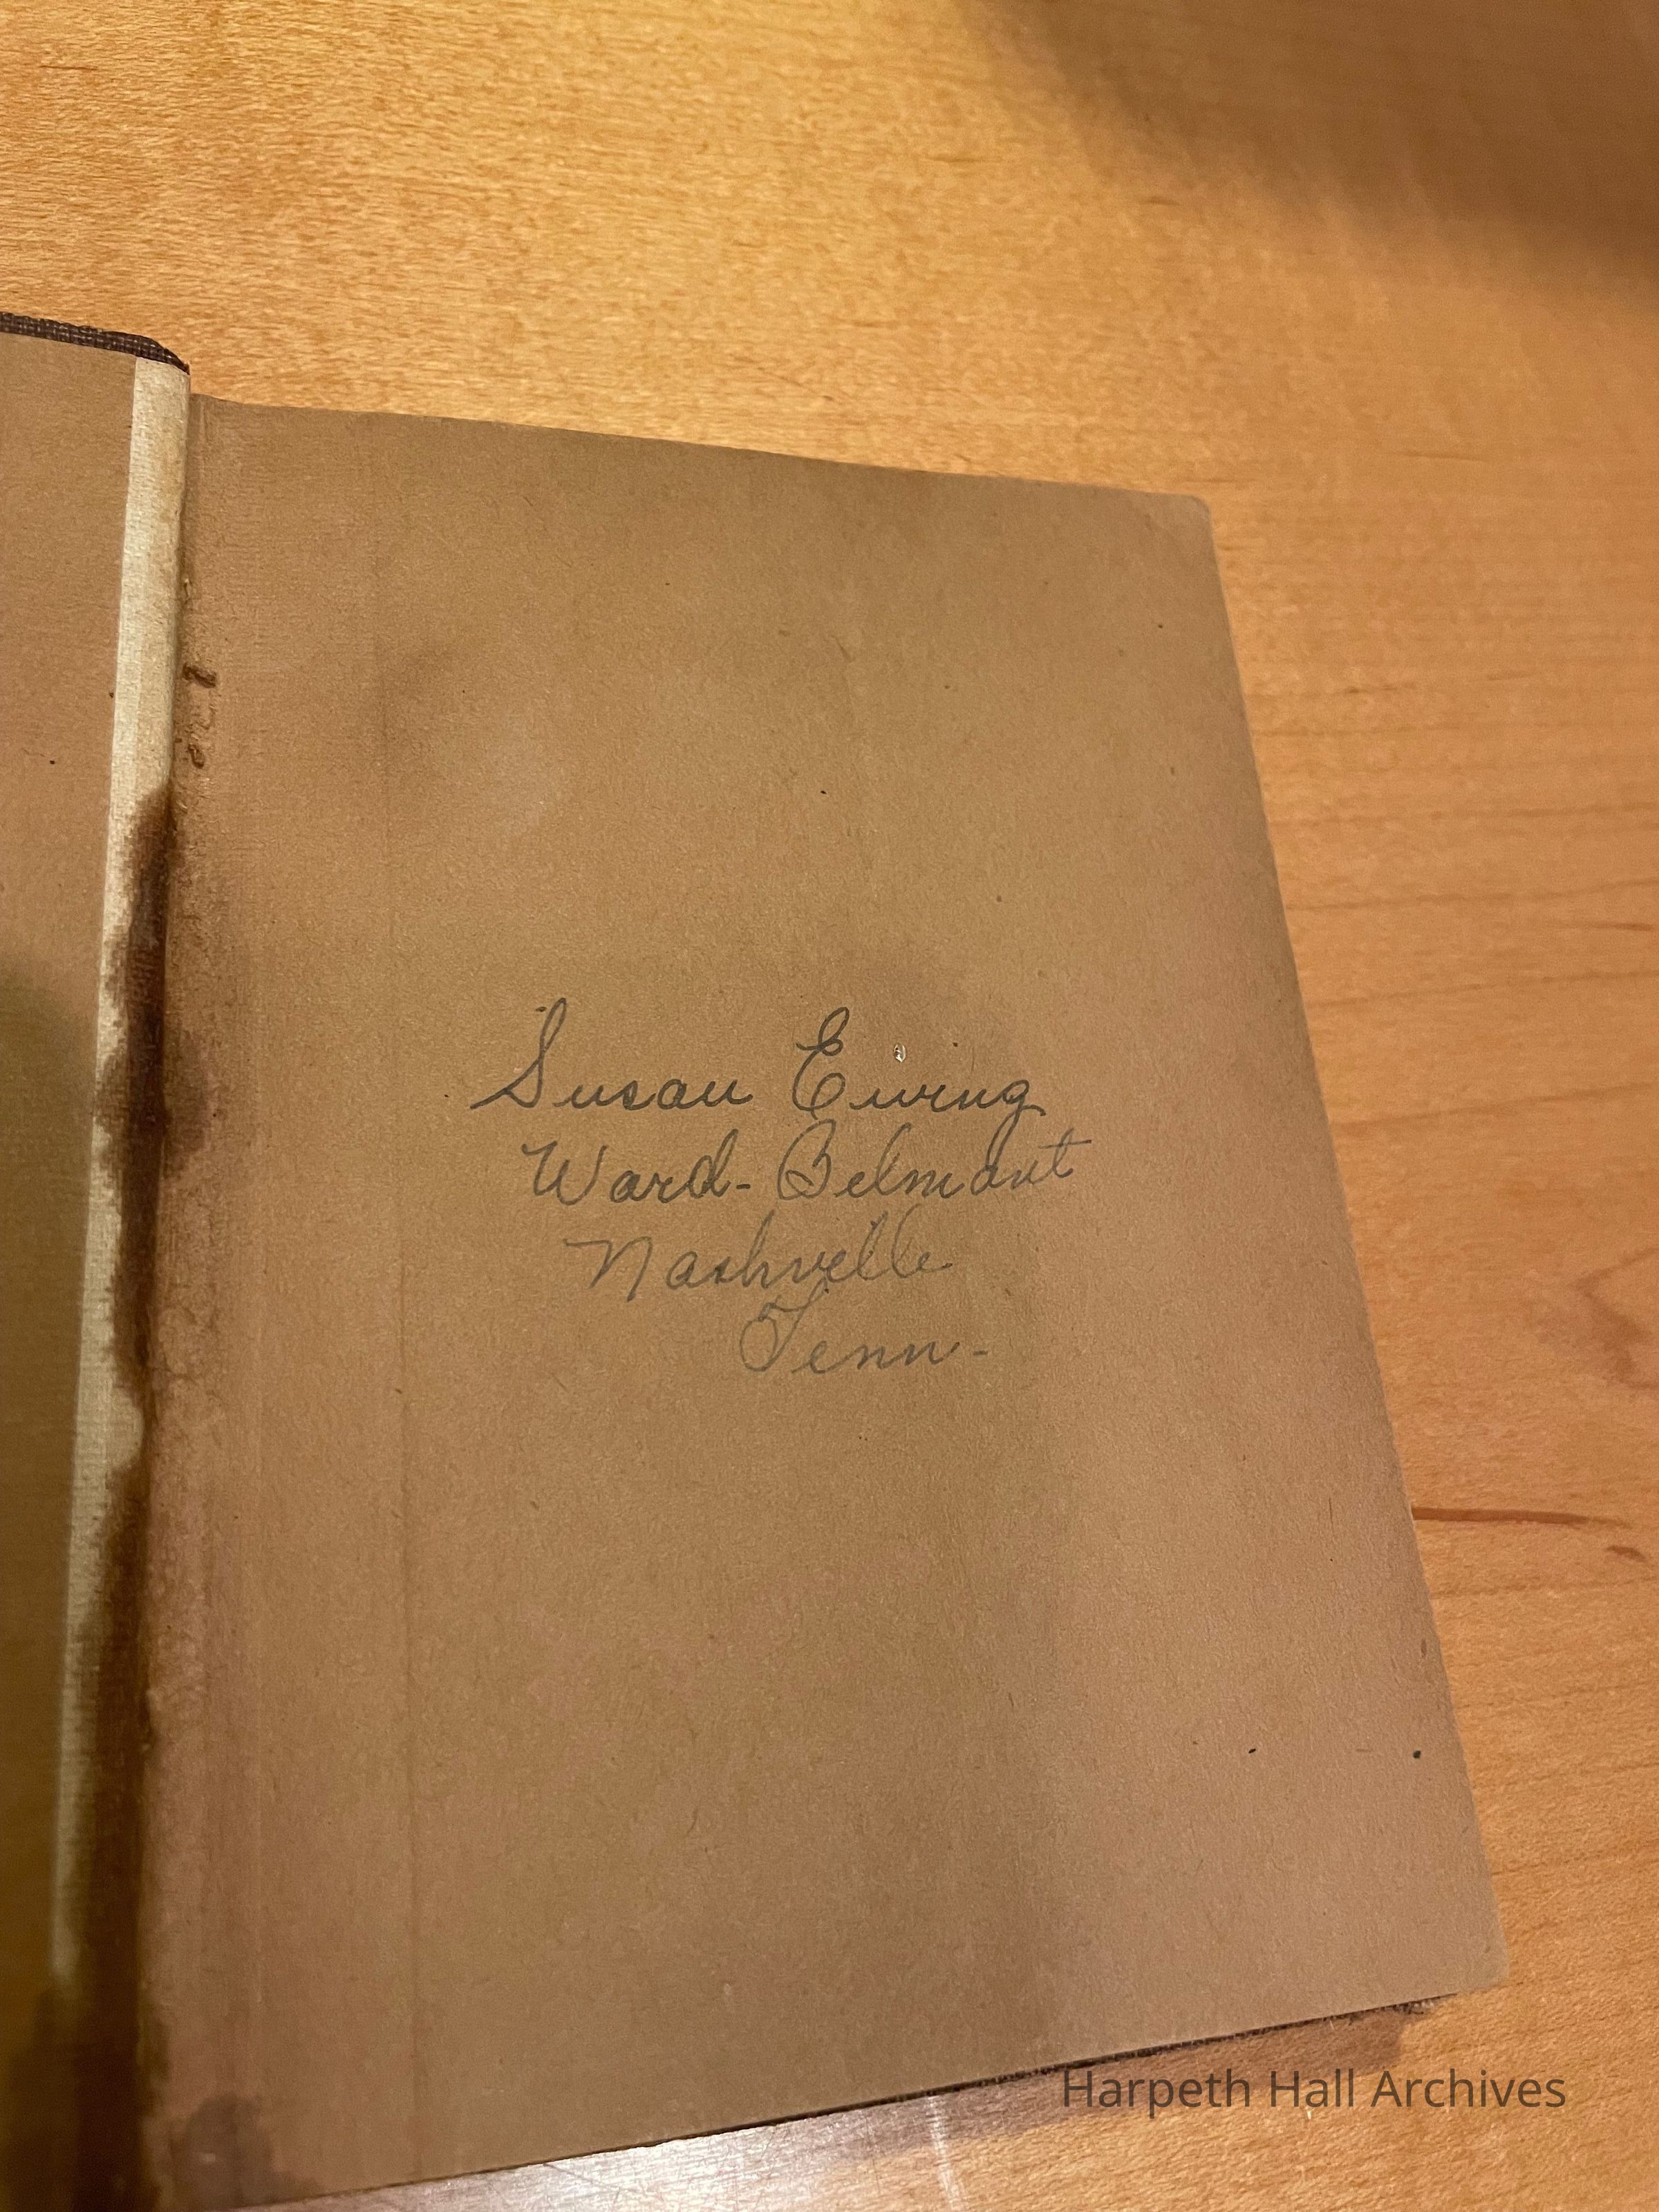 Susan Ewing
Ward-Belmont
Nashville
Tenn-
Harpeth Hall Archives